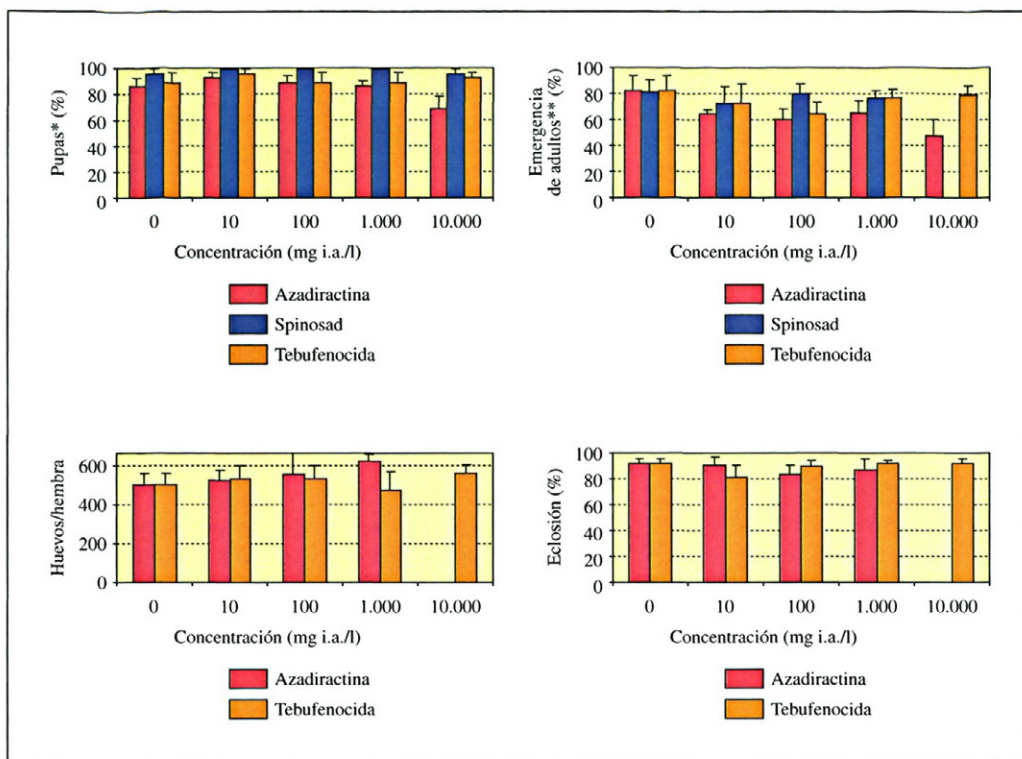 Pupas* (%)
100
80
60
40
20
0
0 10 100 1.000 10.000
Concentración (mg i.a./l)
Azadiractina
Spinosad
Tebufenocida
Emergencia
de adultos** (%)
100
80
60
40
20
0
0 10 100 1.000 10.000
Concentración (mg i.a./l)
Azadiractina
Spinosad
Tebufenocida
Huevos/hembra
600
400
200
0
0 10 100 1.000 10.000
Concentración (mg i.a./l)
Azadiractina
Tebufenocida
Eclosión (%)
100
80
60
40
20
0
0 10 100 1.000 10.000
Concentración (mg i.a./l)
Azadiractina
Tebufenocida